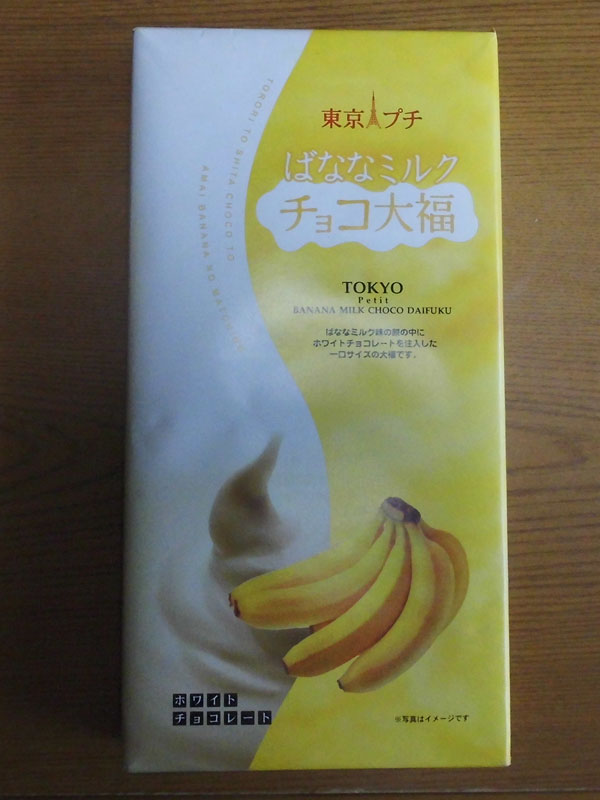 東京プチ
ばななミルク
チョコ大福
TOKYO
Petit
BANANA MILK CHOCO DAIFUKU
ばななミルク味の餅の中に
ホワイトチョコレートを注入した
一口サイズの大福です。
TORORI TO SHITA CHOCO TO
AMAI BANANA NO
ホワイト
チョコレート
※写真はイメージです